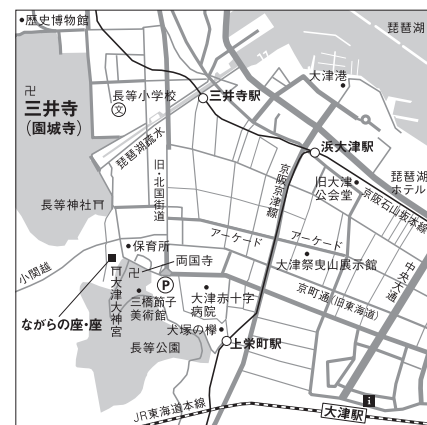 歴史博物館
琵琶湖
大津港
卍
三井寺
(園城寺)
長等小学校
文
三井寺駅
琵琶湖疏水
浜大津駅
旧・北国街道
京阪京津線
旧大津
公会堂
琵琶湖
ホテル
京阪石山坂本線
長等神社
アーケード
アーケード
中央大通
保育所
卍
両国寺
大津祭曳山展示館
小関越
大津大神宮
P
三橋節子
美術館
大津赤十字
病院
京町通(旧東海道)
ながらの座・座
犬塚の欅
長等公園
上栄町駅
i
JR東海道本線
大津駅